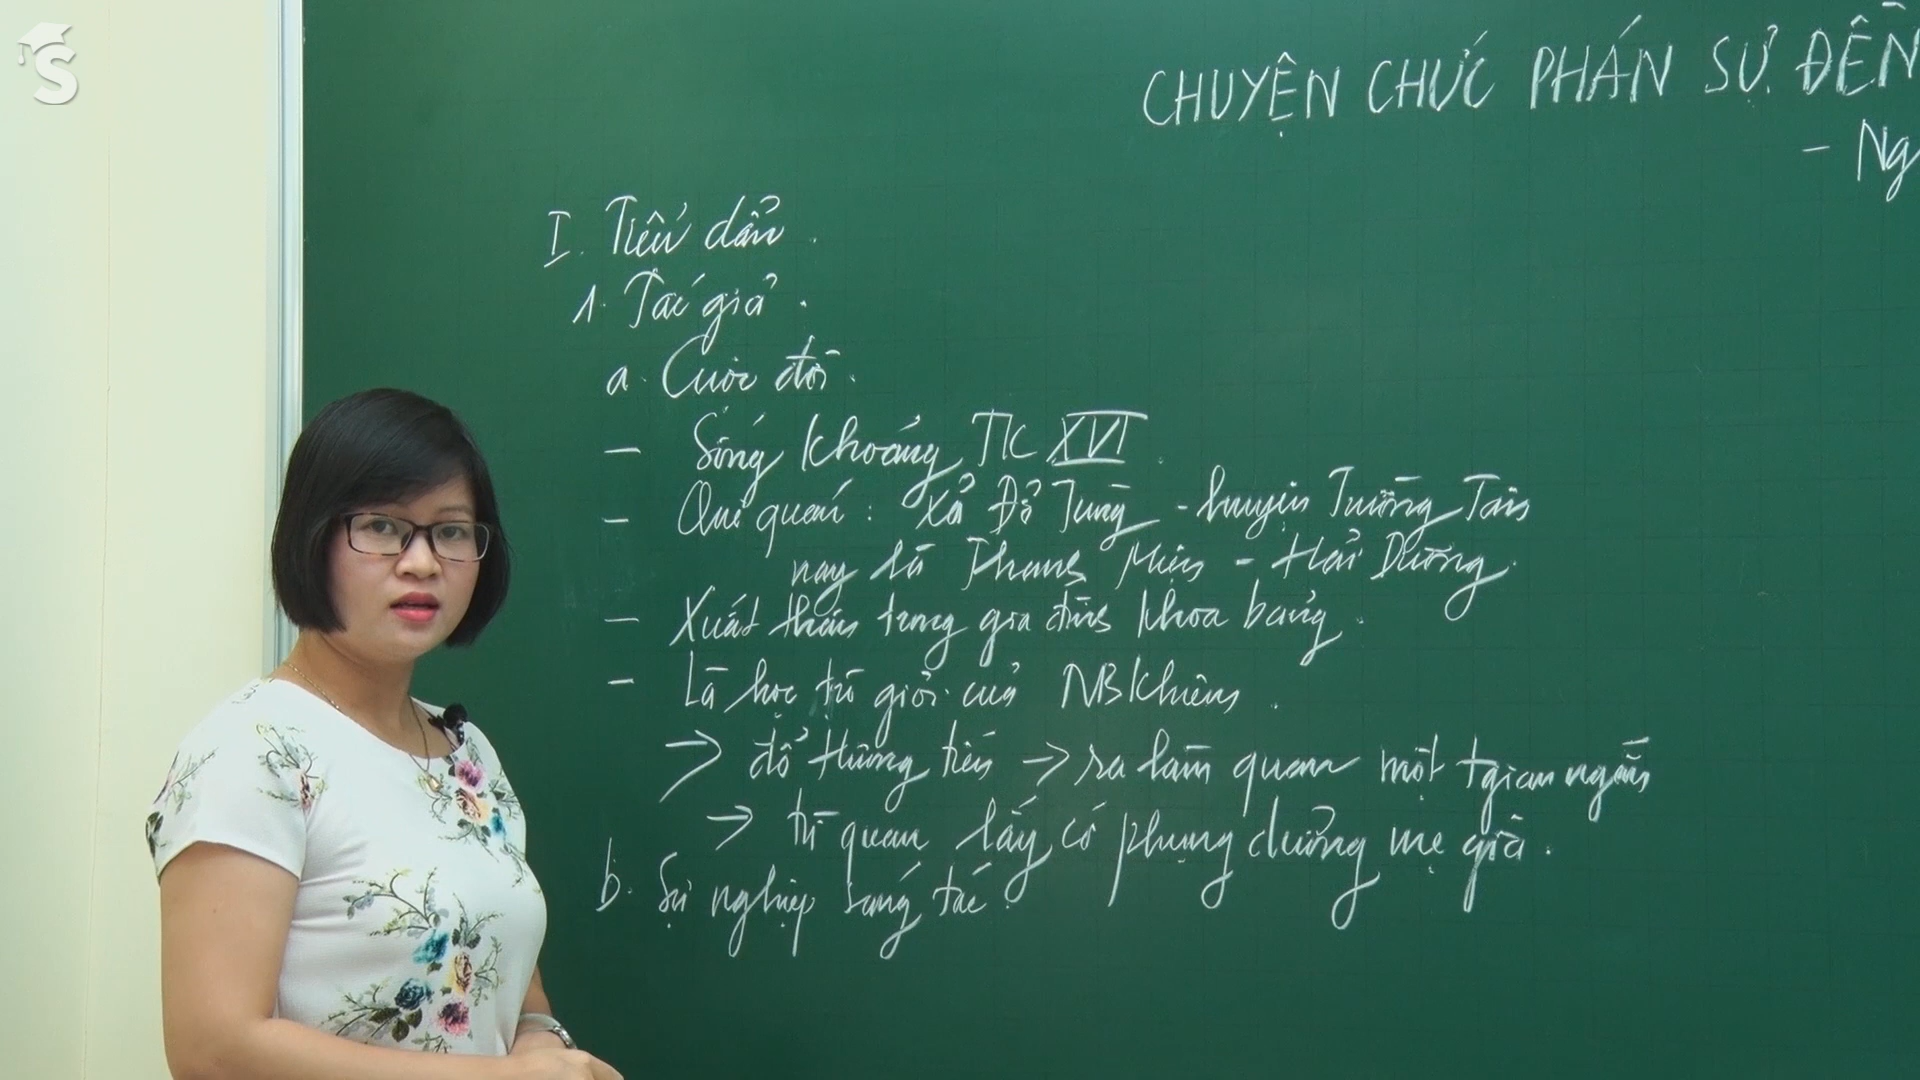 S
CHUYỆN CHỨC PHÁN SỰ ĐỀN
- Ng
I. Tiểu dẫn.
1. Tác giả.
a. Cuộc đời.
- Sống khoảng TK XVI.
- Quê quán: Xã Đỗ Tùng - huyện Trường Tân
nay là Thanh Miện - Hải Dương.
- Xuất thân trong gia đình khoa bảng.
- Là học trò giỏi của NBKhiêm.
→ đỗ Hương tiến → ra làm quan một tgian ngắn
→ từ quan lấy cớ phụng dưỡng mẹ già.
b. Sự nghiệp sáng tác.